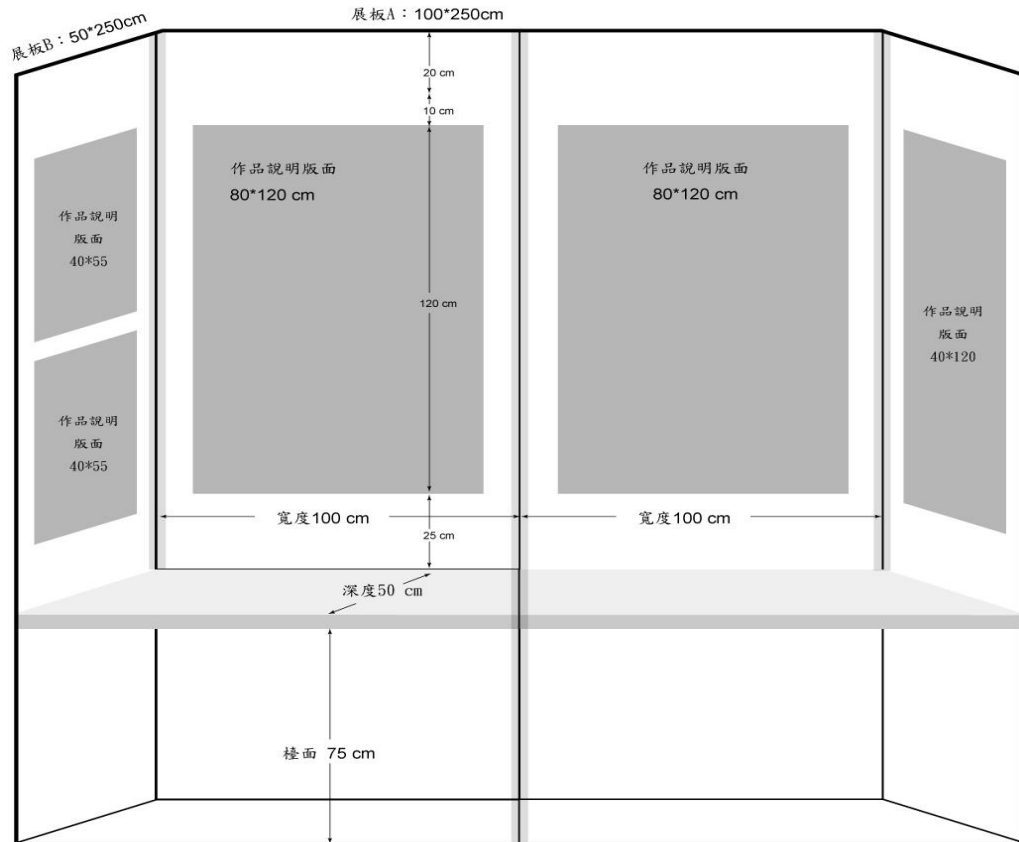 展板A：100*250cm
展板B：50*250cm
20 cm
10 cm
作品說明版面
80*120 cm
作品說明版面
80*120 cm
作品說明
版面
40*55
120 cm
作品說明
版面
40*120
作品說明
版面
40*55
寬度100 cm
寬度100 cm
25 cm
深度50 cm
檯面 75 cm